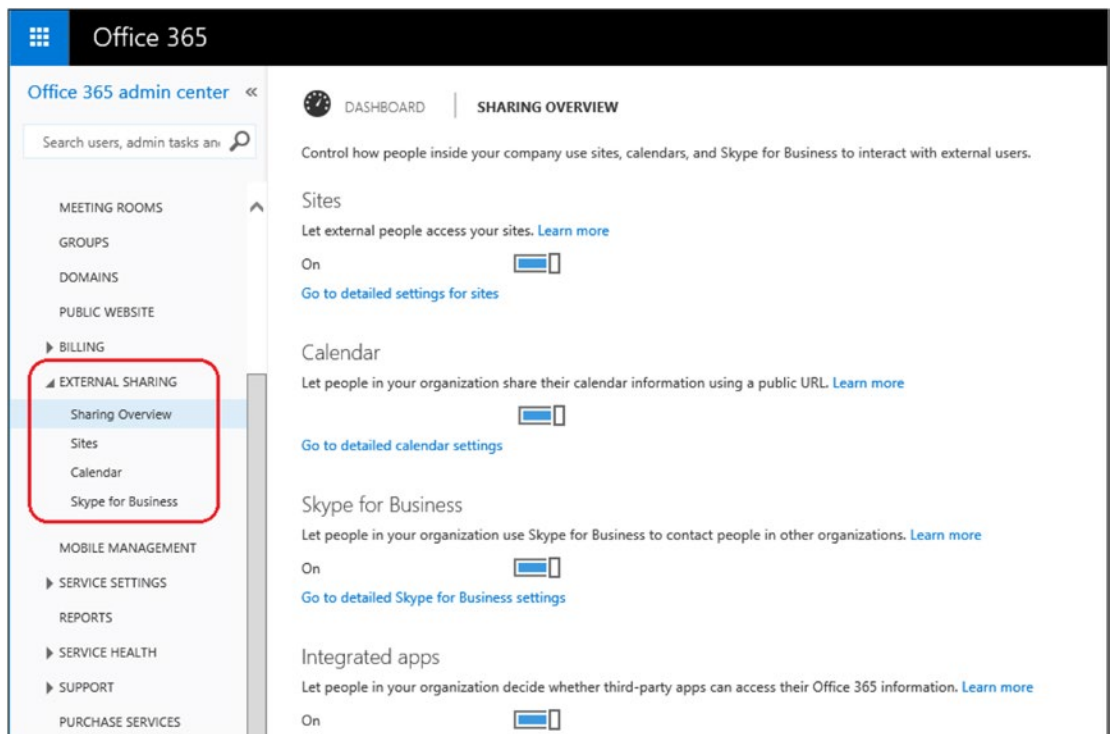 Office 365
Office 365 admin center «
Search users, admin tasks an
MEETING ROOMS
GROUPS
DOMAINS
PUBLIC WEBSITE
BILLING
EXTERNAL SHARING
Sharing Overview
Sites
Calendar
Skype for Business
MOBILE MANAGEMENT
SERVICE SETTINGS
REPORTS
SERVICE HEALTH
SUPPORT
PURCHASE SERVICES
DASHBOARD | SHARING OVERVIEW
Control how people inside your company use sites, calendars, and Skype for Business to interact with external users.
Sites
Let external people access your sites. Learn more
On
Go to detailed settings for sites
Calendar
Let people in your organization share their calendar information using a public URL. Learn more
Go to detailed calendar settings
Skype for Business
Let people in your organization use Skype for Business to contact people in other organizations. Learn more
On
Go to detailed Skype for Business settings
Integrated apps
Let people in your organization decide whether third-party apps can access their Office 365 information. Learn more
On